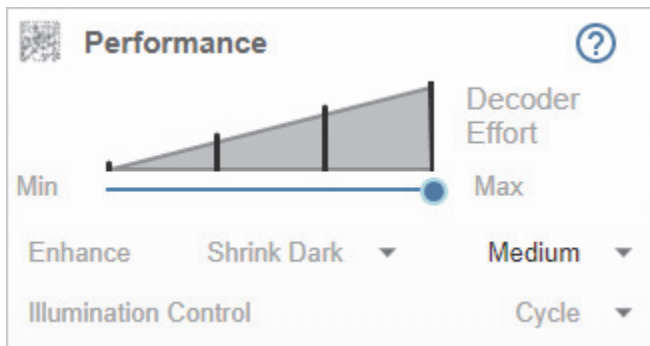 Performance ?
Decoder
Effort
Min Max
Enhance Shrink Dark Medium
Illumination Control Cycle